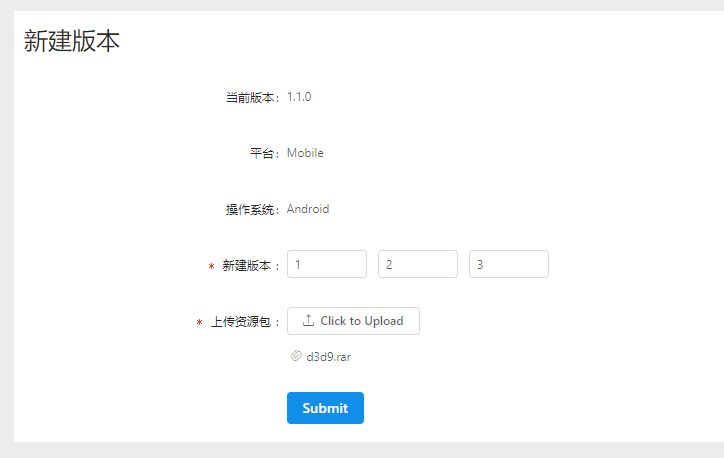 新建版本
当前版本: 1.1.0
平台: Mobile
操作系统: Android
* 新建版本 : 1 2 3
* 上传资源包 : Click to Upload
d3d9.rar
Submit